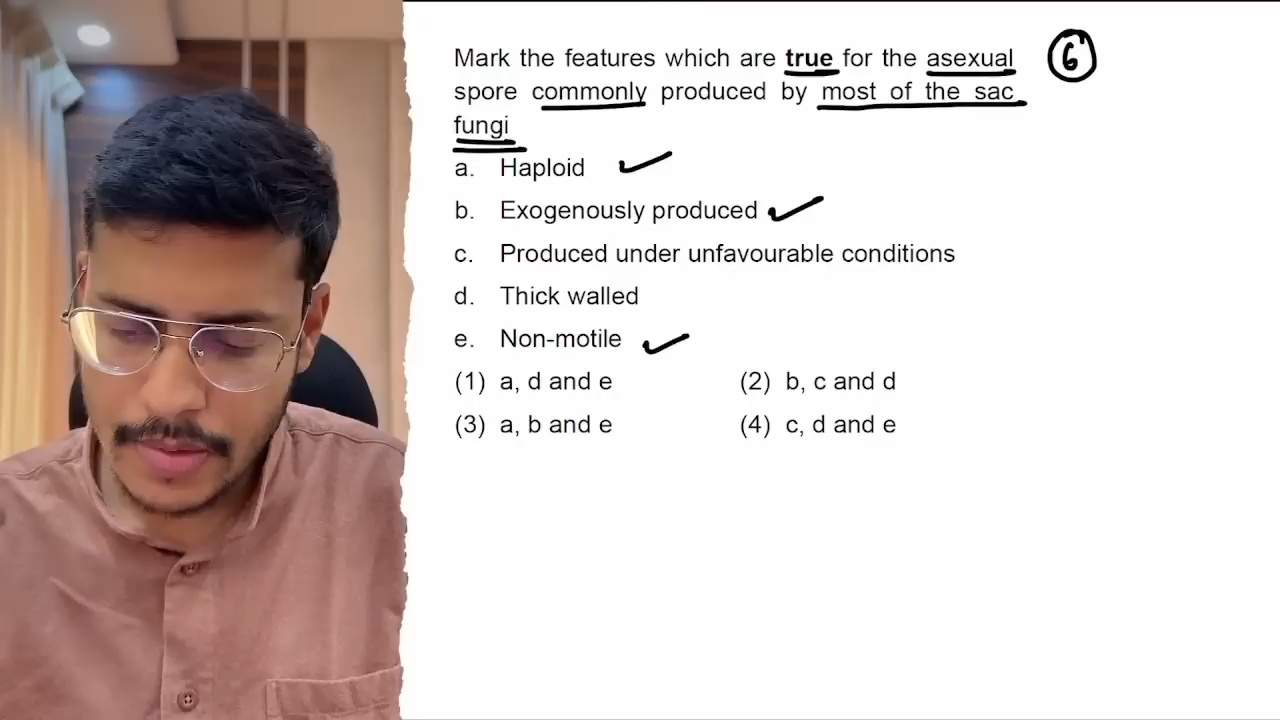 Mark the features which are true for the asexual 6
spore commonly produced by most of the sac
fungi
a. Haploid
b. Exogenously produced
c. Produced under unfavourable conditions
d. Thick walled
e. Non-motile
(1) a, d and e (2) b, c and d
(3) a, b and e (4) c, d and e